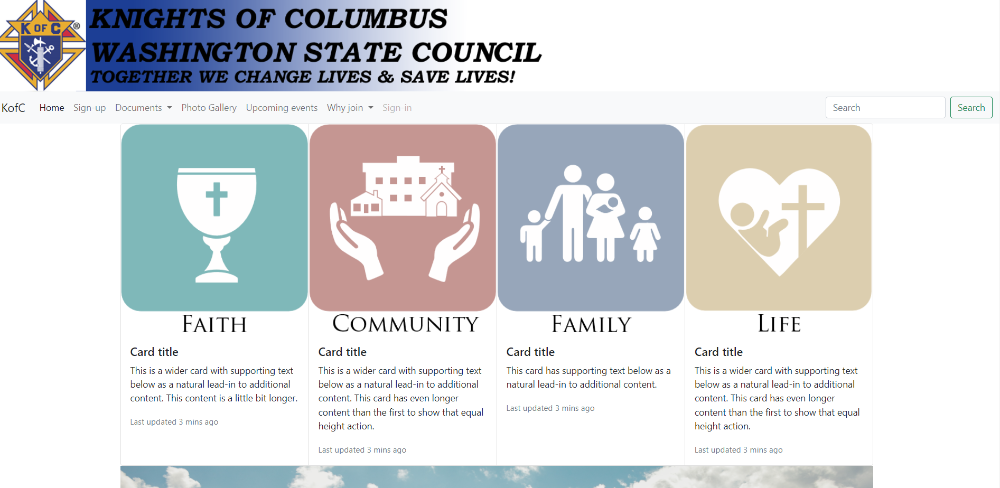 K OF C ®
KNIGHTS OF COLUMBUS
WASHINGTON STATE COUNCIL
TOGETHER WE CHANGE LIVES & SAVE LIVES!
KofC Home Sign-up Documents Photo Gallery Upcoming events Why join Sign-in Search Search
FAITH
Card title
This is a wider card with supporting text
below as a natural lead-in to additional
content. This content is a little bit longer.
Last updated 3 mins ago
COMMUNITY
Card title
This is a wider card with supporting text
below as a natural lead-in to additional
content. This card has even longer
content than the first to show that equal
height action.
Last updated 3 mins ago
FAMILY
Card title
This card has supporting text below as a
natural lead-in to additional content.
Last updated 3 mins ago
LIFE
Card title
This is a wider card with supporting text
below as a natural lead-in to additional
content. This card has even longer
content than the first to show that equal
height action.
Last updated 3 mins ago